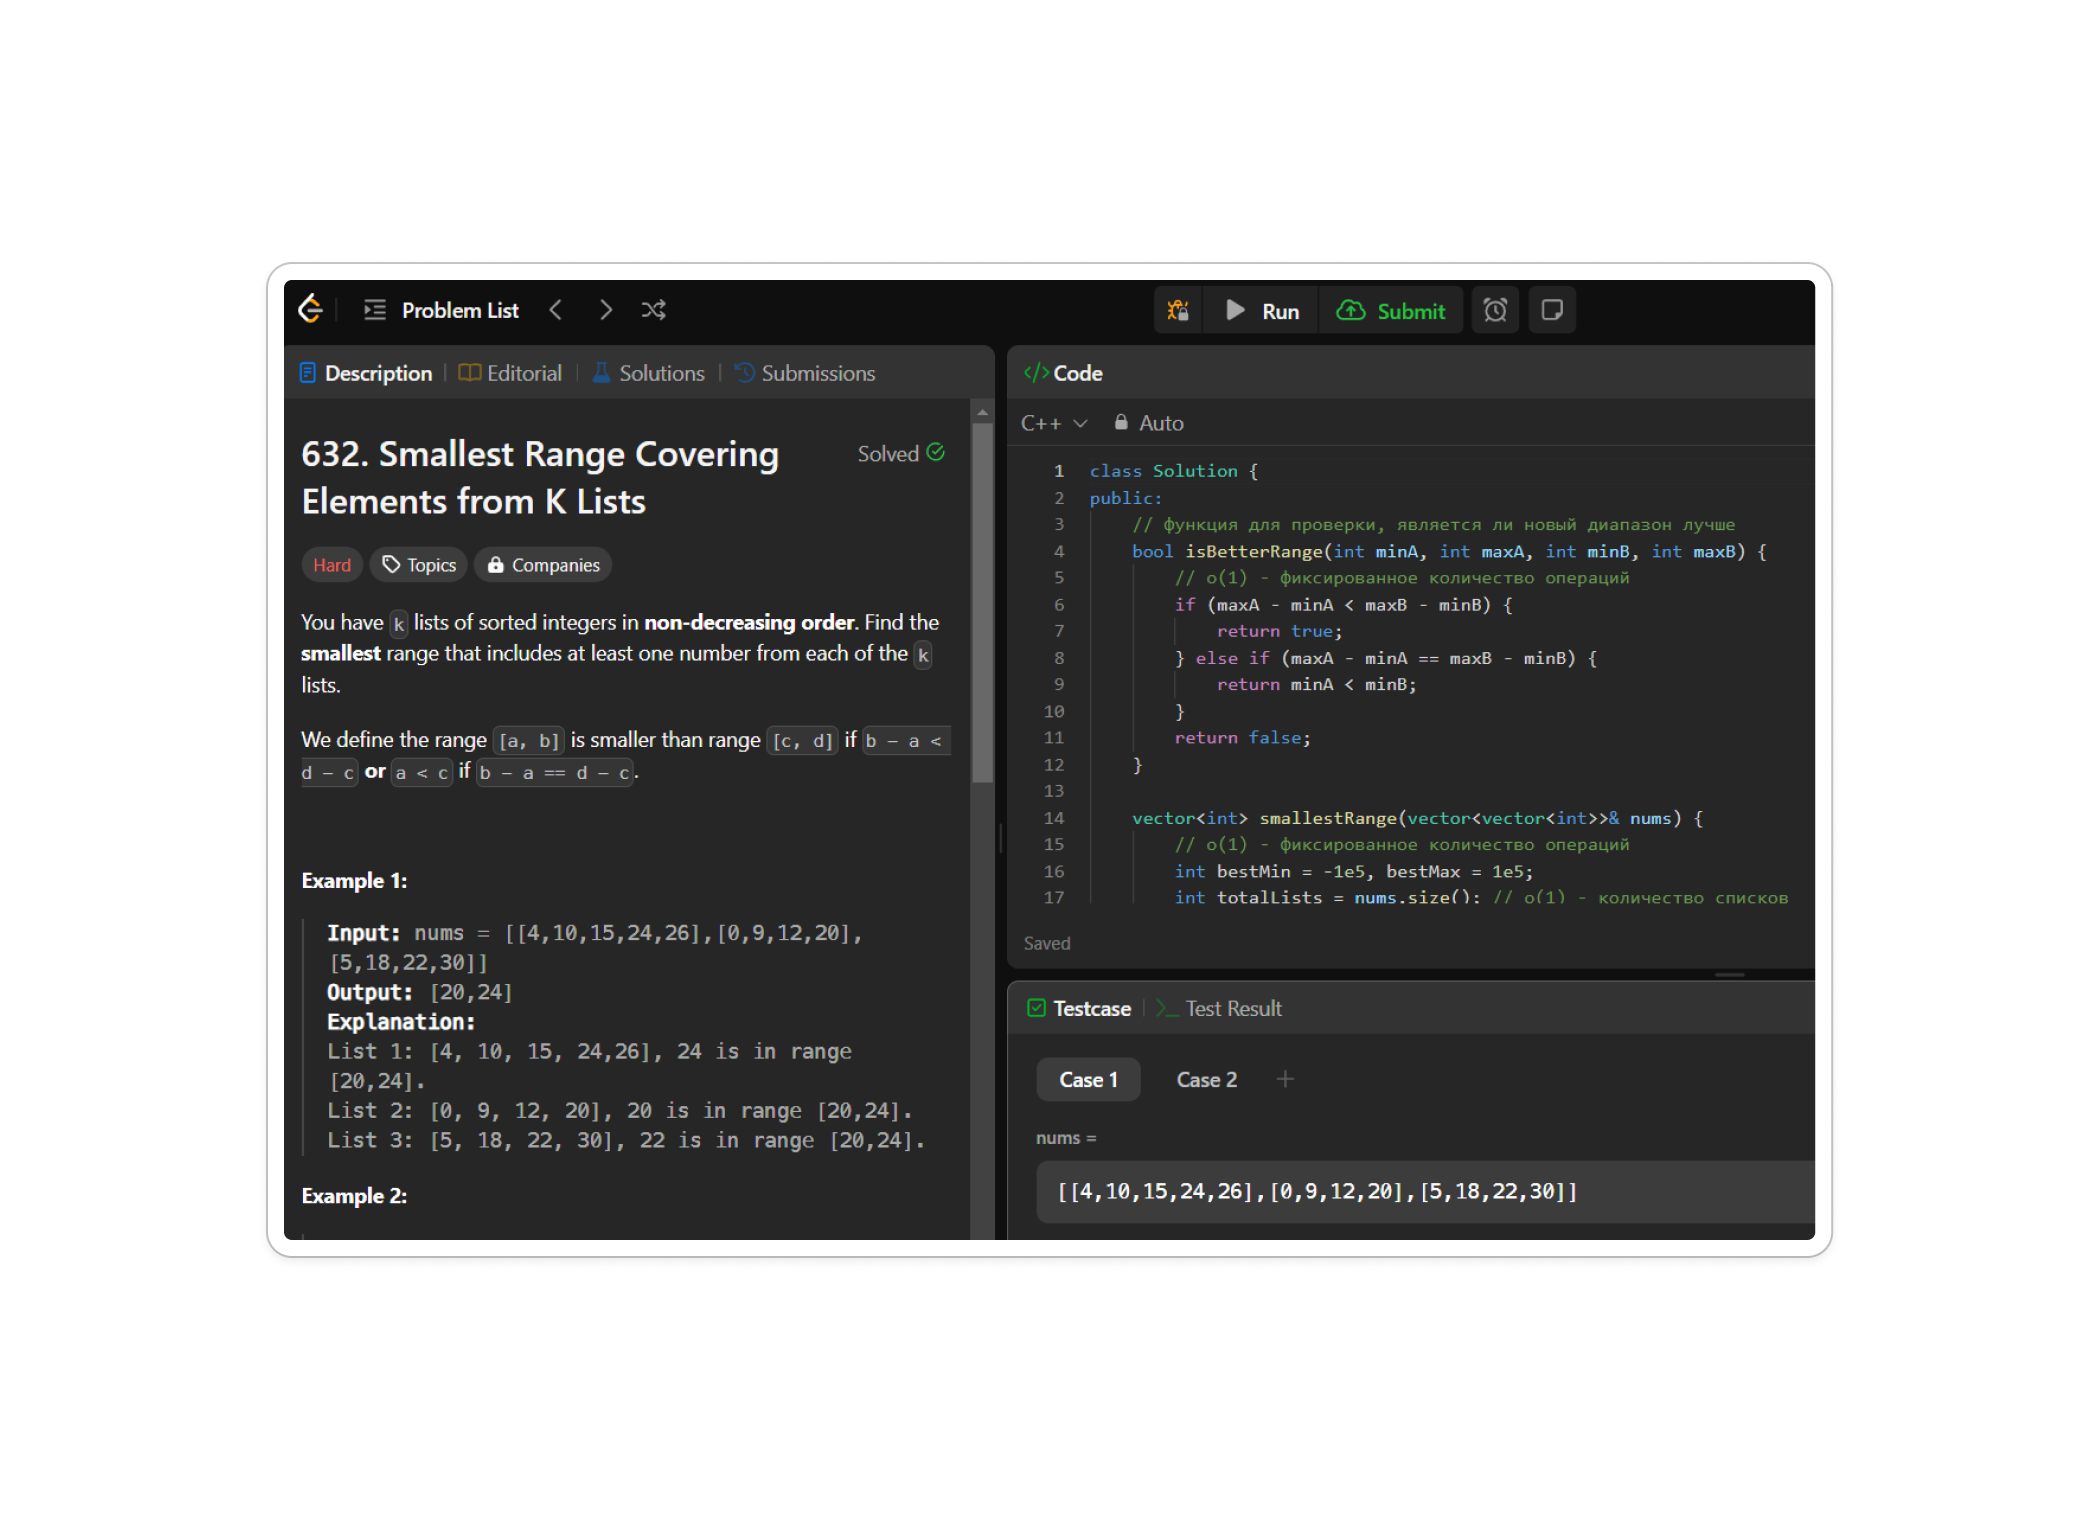 Problem List
Run
Submit
Description
Editorial
Solutions
Submissions
632. Smallest Range Covering
Elements from K Lists
Solved
Hard
Topics
Companies
You have k lists of sorted integers in non-decreasing order. Find the
smallest range that includes at least one number from each of the k
lists.
We define the range [a, b] is smaller than range [c, d] if b - a <
d - c or a < c if b - a == d - c.
Example 1:
Input: nums = [[4,10,15,24,26],[0,9,12,20],
[5,18,22,30]]
Output: [20,24]
Explanation:
List 1: [4, 10, 15, 24,26], 24 is in range
[20,24].
List 2: [0, 9, 12, 20], 20 is in range [20,24].
List 3: [5, 18, 22, 30], 22 is in range [20,24].
Example 2:
</> Code
C++
Auto
1 class Solution {
2 public:
3 // функция для проверки, является ли новый диапазон лучше
4 bool isBetterRange(int minA, int maxA, int minB, int maxB) {
5 // o(1) - фиксированное количество операций
6 if (maxA - minA < maxB - minB) {
7 return true;
8 } else if (maxA - minA == maxB - minB) {
9 return minA < minB;
10 }
11 return false;
12 }
13
14 vector<int> smallestRange(vector<vector<int>>& nums) {
15 // o(1) - фиксированное количество операций
16 int bestMin = -1e5, bestMax = 1e5;
17 int totalLists = nums.size(); // o(1) - количество списков
Saved
Testcase
>_ Test Result
Case 1
Case 2
+
nums =
[[4,10,15,24,26],[0,9,12,20],[5,18,22,30]]